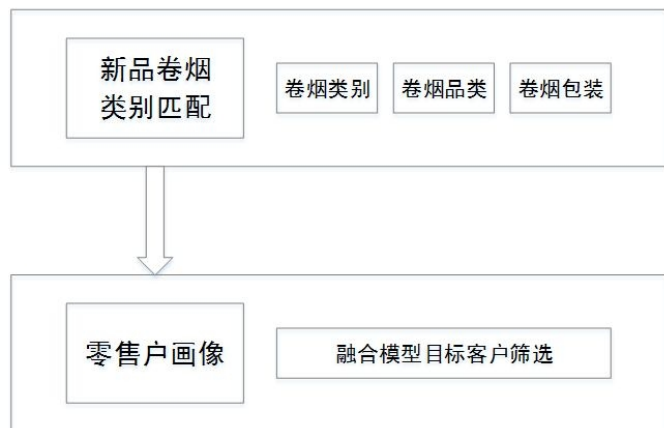 新品卷烟
类别匹配
卷烟类别
卷烟品类
卷烟包装
零售户画像
融合模型目标客户筛选